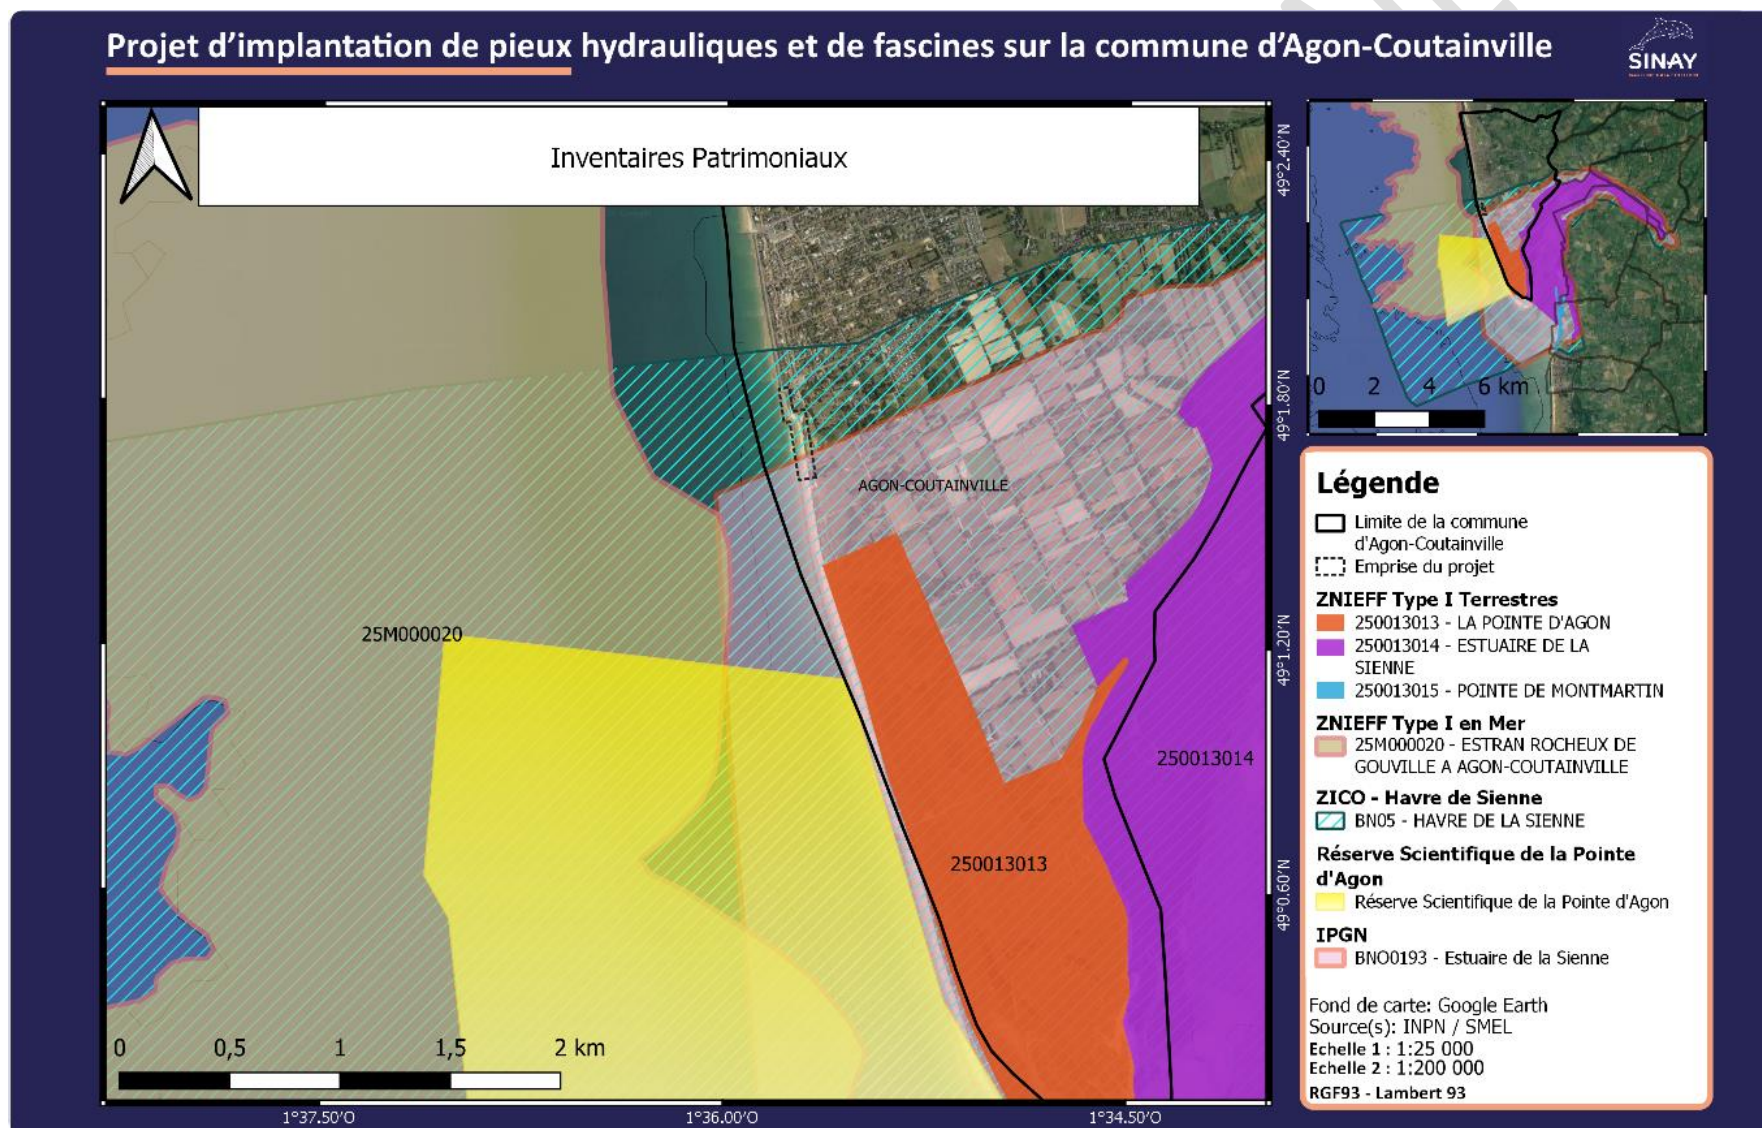 Projet d'implantation de pieux hydrauliques et de fascines sur la commune d'Agon-Coutainville
SINAY
Inventaires Patrimoniaux
49°2.40'N
49°1.80'N
49°1.20'N
49°0.60'N
AGON-COUTAINVILLE
25M000020
250013014
250013013
0 0,5 1 1,5 2 km
1°37.50'O 1°36.00'O 1°34.50'O
0 2 4 6 km
Légende
Limite de la commune
d'Agon-Coutainville
Emprise du projet
ZNIEFF Type I Terrestres
250013013 - LA POINTE D'AGON
250013014 - ESTUAIRE DE LA
SIENNE
250013015 - POINTE DE MONTMARTIN
ZNIEFF Type I en Mer
25M000020 - ESTRAN ROCHEUX DE
GOUVILLE A AGON-COUTAINVILLE
ZICO - Havre de Sienne
BN05 - HAVRE DE LA SIENNE
Réserve Scientifique de la Pointe
d'Agon
Réserve Scientifique de la Pointe d'Agon
IPGN
BNO0193 - Estuaire de la Sienne
Fond de carte: Google Earth
Source(s): INPN / SMEL
Echelle 1 : 1:25 000
Echelle 2 : 1:200 000
RGF93 - Lambert 93